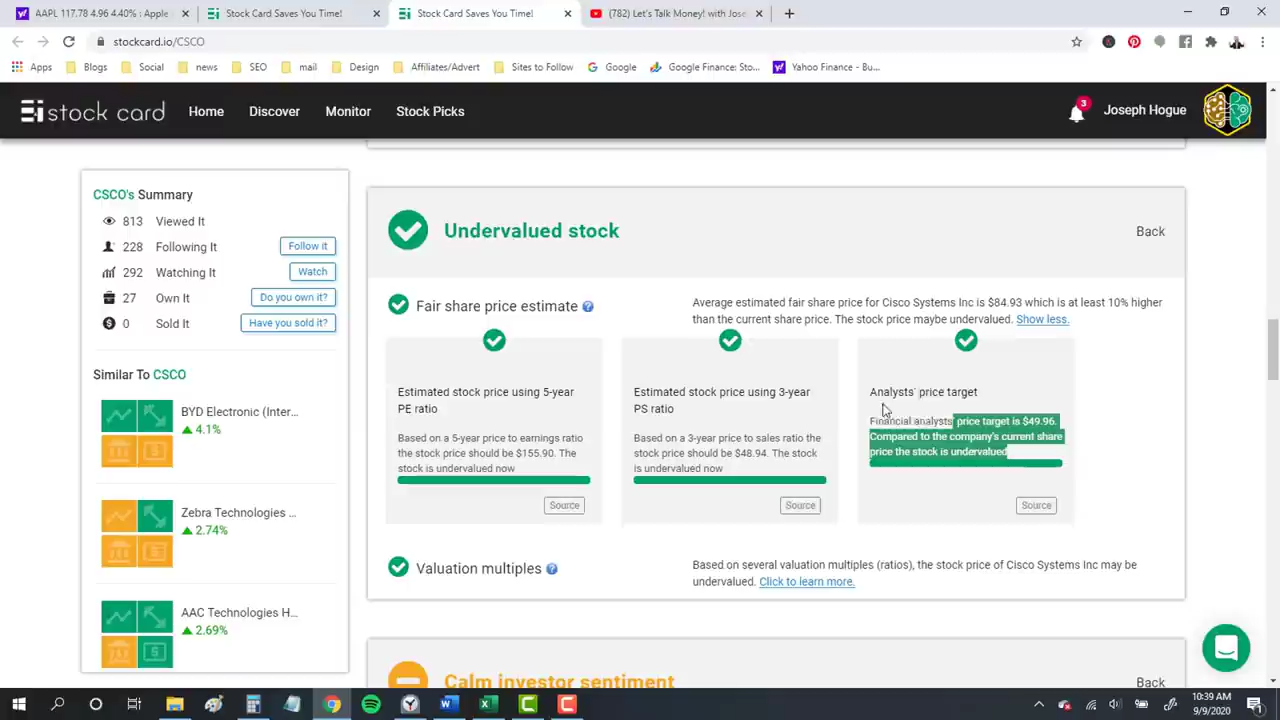 AAPL 117.78 4.96 4.40% : Apple
Stock Card Saves You Time!
Stock Card Saves You Time!
(782) Let's Talk Money! with Jose
stockcard.io/CSCO
Apps
Blogs
Social
news
SEO
mail
Design
Affiliates/Advert
Sites to Follow
Google
Google Finance: Sto...
Yahoo Finance - Bu...
stock card
Home
Discover
Monitor
Stock Picks
3
Joseph Hogue
CSCO's Summary
813 Viewed It
228 Following It Follow it
292 Watching It Watch
27 Own It Do you own it?
0 Sold It Have you sold it?
Similar To CSCO
BYD Electronic (Inter...
4.1%
Zebra Technologies ...
2.74%
AAC Technologies H...
2.69%
Undervalued stock
Back
Fair share price estimate
Average estimated fair share price for Cisco Systems Inc is $84.93 which is at least 10% higher
than the current share price. The stock price maybe undervalued. Show less.
Estimated stock price using 5-year
PE ratio
Based on a 5-year price to earnings ratio
the stock price should be $155.90. The
stock is undervalued now
Source
Estimated stock price using 3-year
PS ratio
Based on a 3-year price to sales ratio the
stock price should be $48.94. The stock
is undervalued now
Source
Analysts' price target
Financial analysts' price target is $49.96.
Compared to the company's current share
price the stock is undervalued
Source
Valuation multiples
Based on several valuation multiples (ratios), the stock price of Cisco Systems Inc may be
undervalued. Click to learn more.
Calm investor sentiment
Back
10:39 AM
9/9/2020